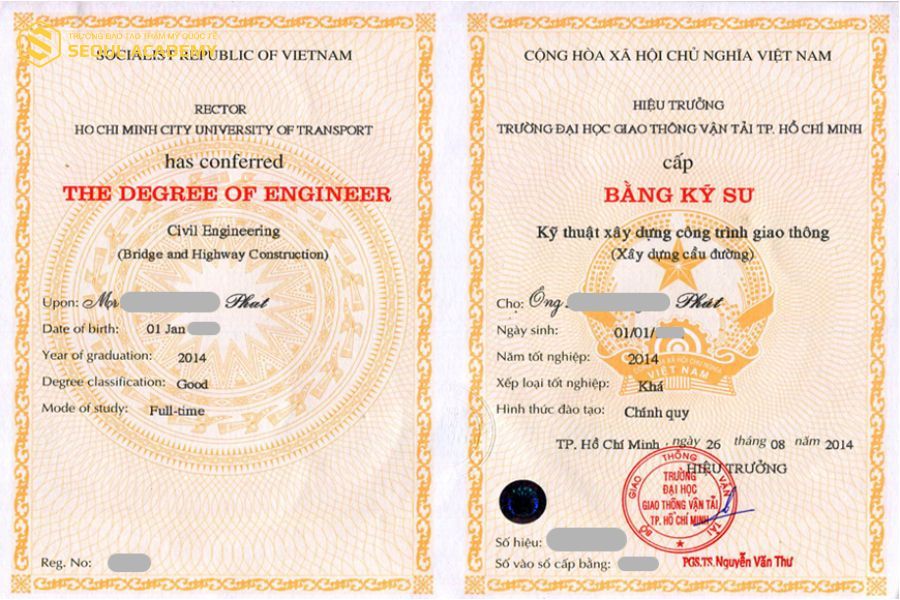 TRƯỜNG ĐÀO TẠO THẨM MỸ QUỐC TẾ
SEOUL ACADEMY
SOCIALIST REPUBLIC OF VIETNAM
RECTOR
HO CHI MINH CITY UNIVERSITY OF TRANSPORT
has conferred
THE DEGREE OF ENGINEER
Civil Engineering
(Bridge and Highway Construction)
Upon: Mr Phat
Date of birth: 01 Jan
Year of graduation: 2014
Degree classification: Good
Mode of study: Full-time
Reg. No:
CỘNG HÒA XÃ HỘI CHỦ NGHĨA VIỆT NAM
HIỆU TRƯỞNG
TRƯỜNG ĐẠI HỌC GIAO THÔNG VẬN TẢI TP. HỒ CHÍ MINH
cấp
BẰNG KỸ SƯ
Kỹ thuật xây dựng công trình giao thông
(Xây dựng cầu đường)
Cho: Ông Phát
Ngày sinh: 01/01/
Năm tốt nghiệp: 2014
VIỆT NAM
Xếp loại tốt nghiệp: Khá
Hình thức đào tạo: Chính quy
TP. Hồ Chí Minh, ngày 26 tháng 08 năm 2014
HIỆU TRƯỞNG
BỘ GIAO THÔNG VẬN TẢI
TRƯỜNG
ĐẠI HỌC
GIAO THÔNG VẬN TẢI
TP. HỒ CHÍ MINH
Số hiệu:
Số vào sổ cấp bằng:
PGS.TS. Nguyễn Văn Thư